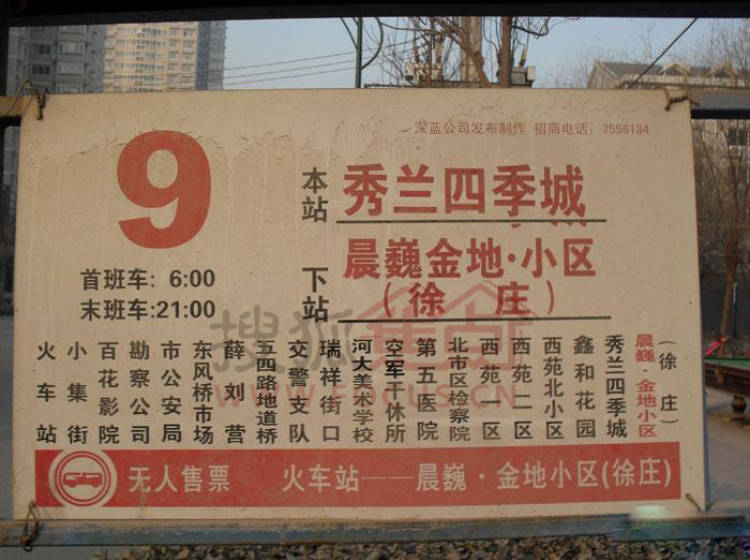 深蓝公司发布制作 招商电话：7556134
9
本站
秀兰四季城
首班车: 6:00
末班车:21:00
下站
晨巍金地·小区
(徐庄)
火车站
小集街
百花影院
勘察公司
市公安局
东风桥市场
薛刘营
五四路地道桥
交警支队
瑞祥街口
河大美术学校
空军干休所
第五医院
北市区检察院
西苑一区
西苑二区
西苑北小区
鑫和花园
秀兰四季城
晨巍·金地小区
(徐庄)
无人售票 火车站——晨巍·金地小区(徐庄)
搜狐焦点
WWW.FOCUS.CN